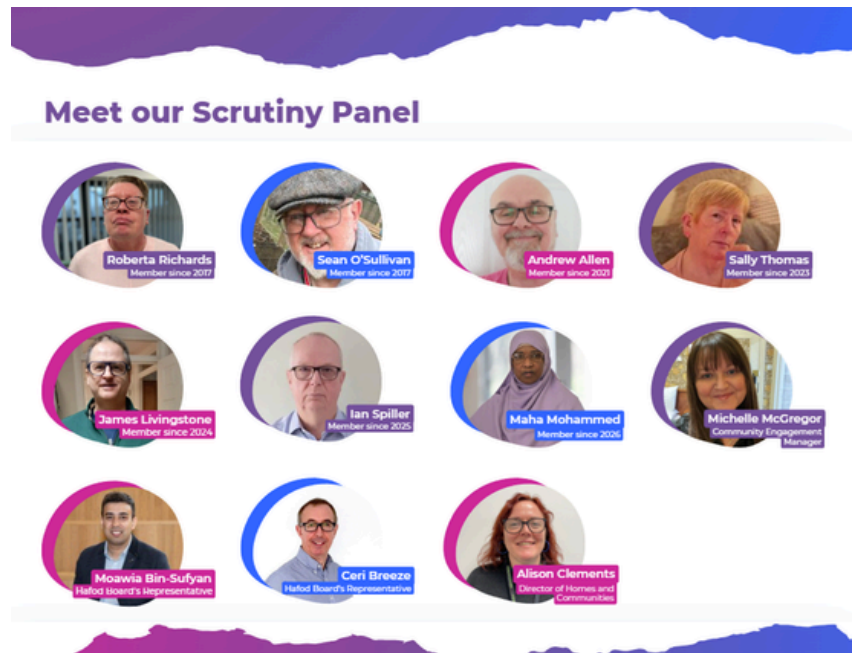 Meet our Scrutiny Panel
Roberta Richards
Member since 2017
Sean O'Sullivan
Member since 2017
Andrew Allen
Member since 2021
Sally Thomas
Member since 2023
James Livingstone
Member since 2024
Ian Spiller
Member since 2025
Maha Mohammed
Member since 2026
Michelle McGregor
Community Engagement
Manager
Moawia Bin-Sufyan
Hafod Board's Representative
Ceri Breeze
Hafod Board's Representative
Alison Clements
Director of Homes and
Communities